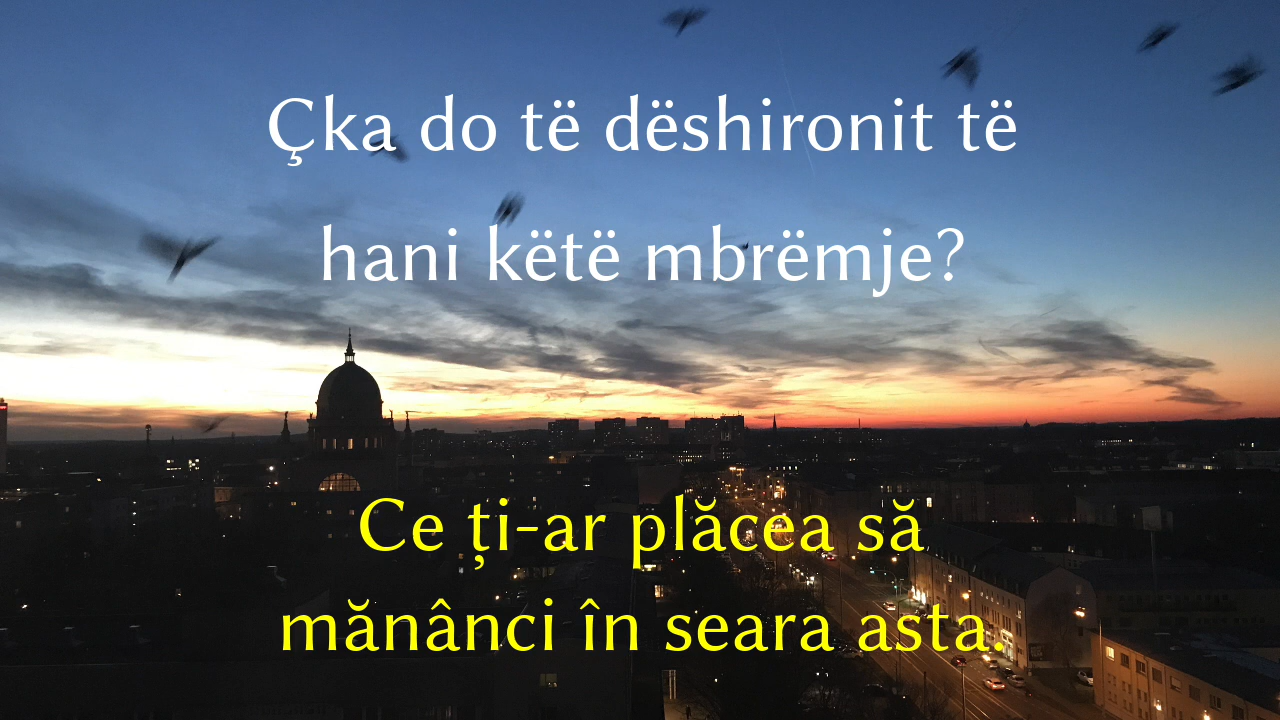 Çka do të dëshironit të
hani këtë mbrëmje?
Ce ți-ar plăcea să
mănânci în seara asta.